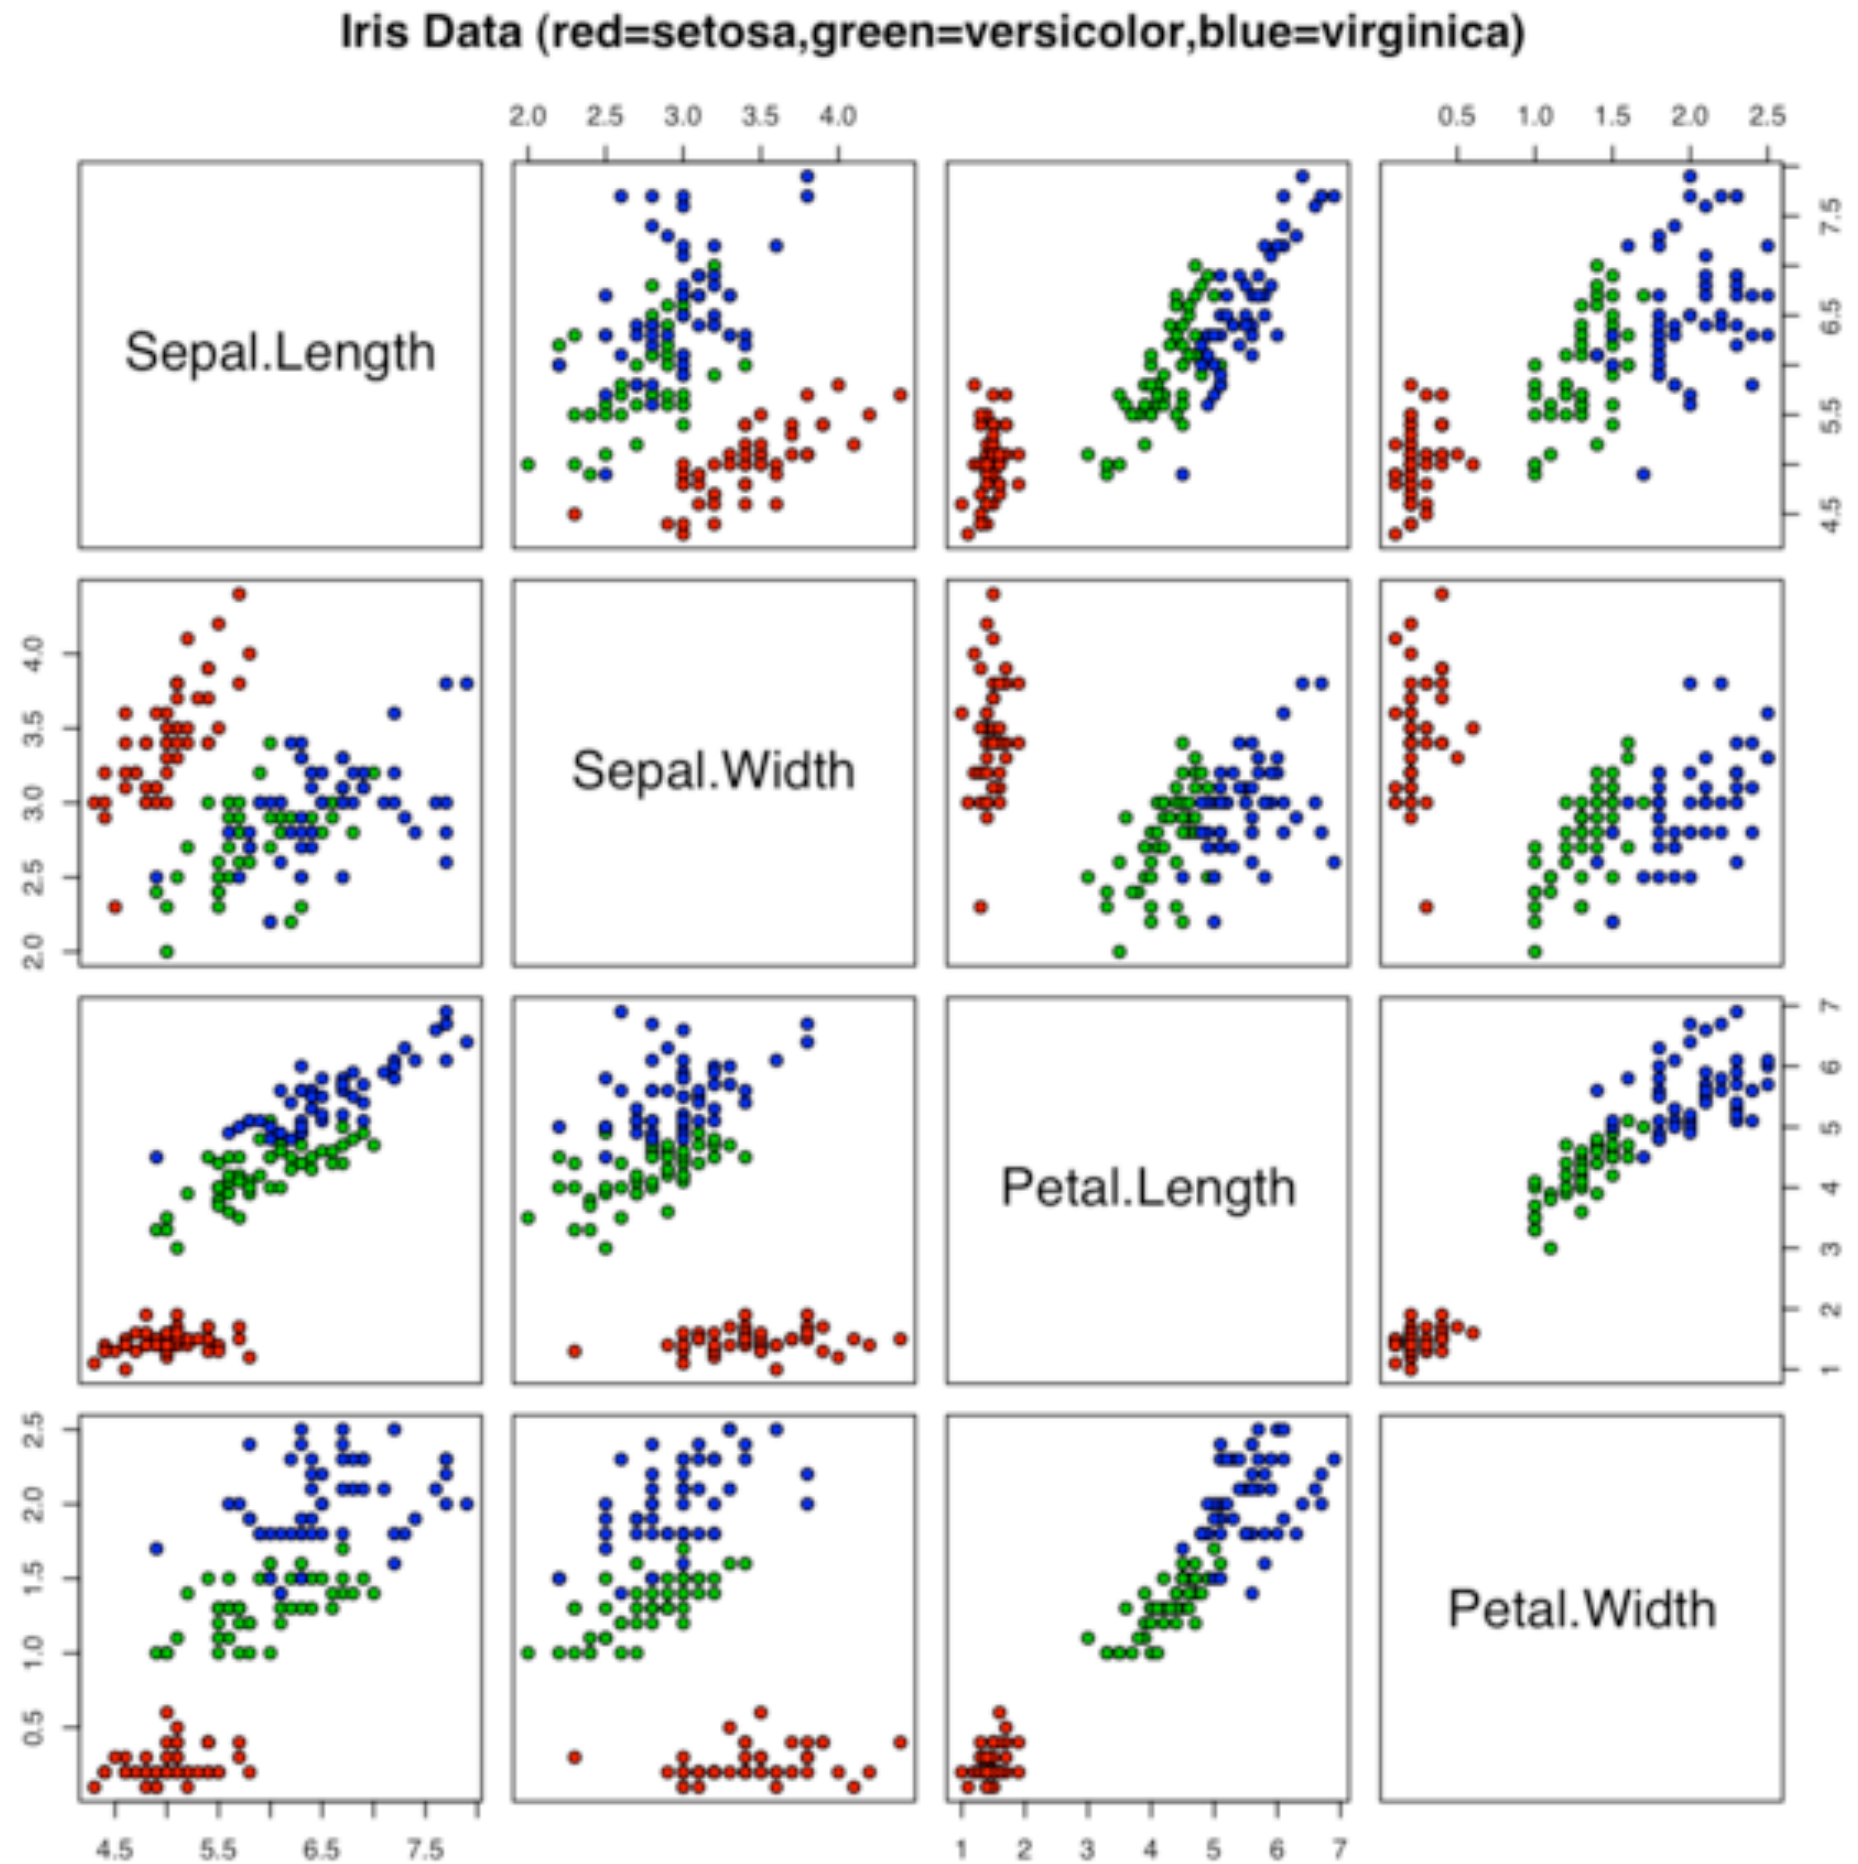 Iris Data (red=setosa,green=versicolor,blue=virginica)
2.0 2.5 3.0 3.5 4.0
0.5 1.0 1.5 2.0 2.5
Sepal.Length
4.5 5.5 6.5 7.5
2.0 2.5 3.0 3.5 4.0
Sepal.Width
Petal.Length
1 2 3 4 5 6 7
0.5 1.0 1.5 2.0 2.5
Petal.Width
4.5 5.5 6.5 7.5
1 2 3 4 5 6 7